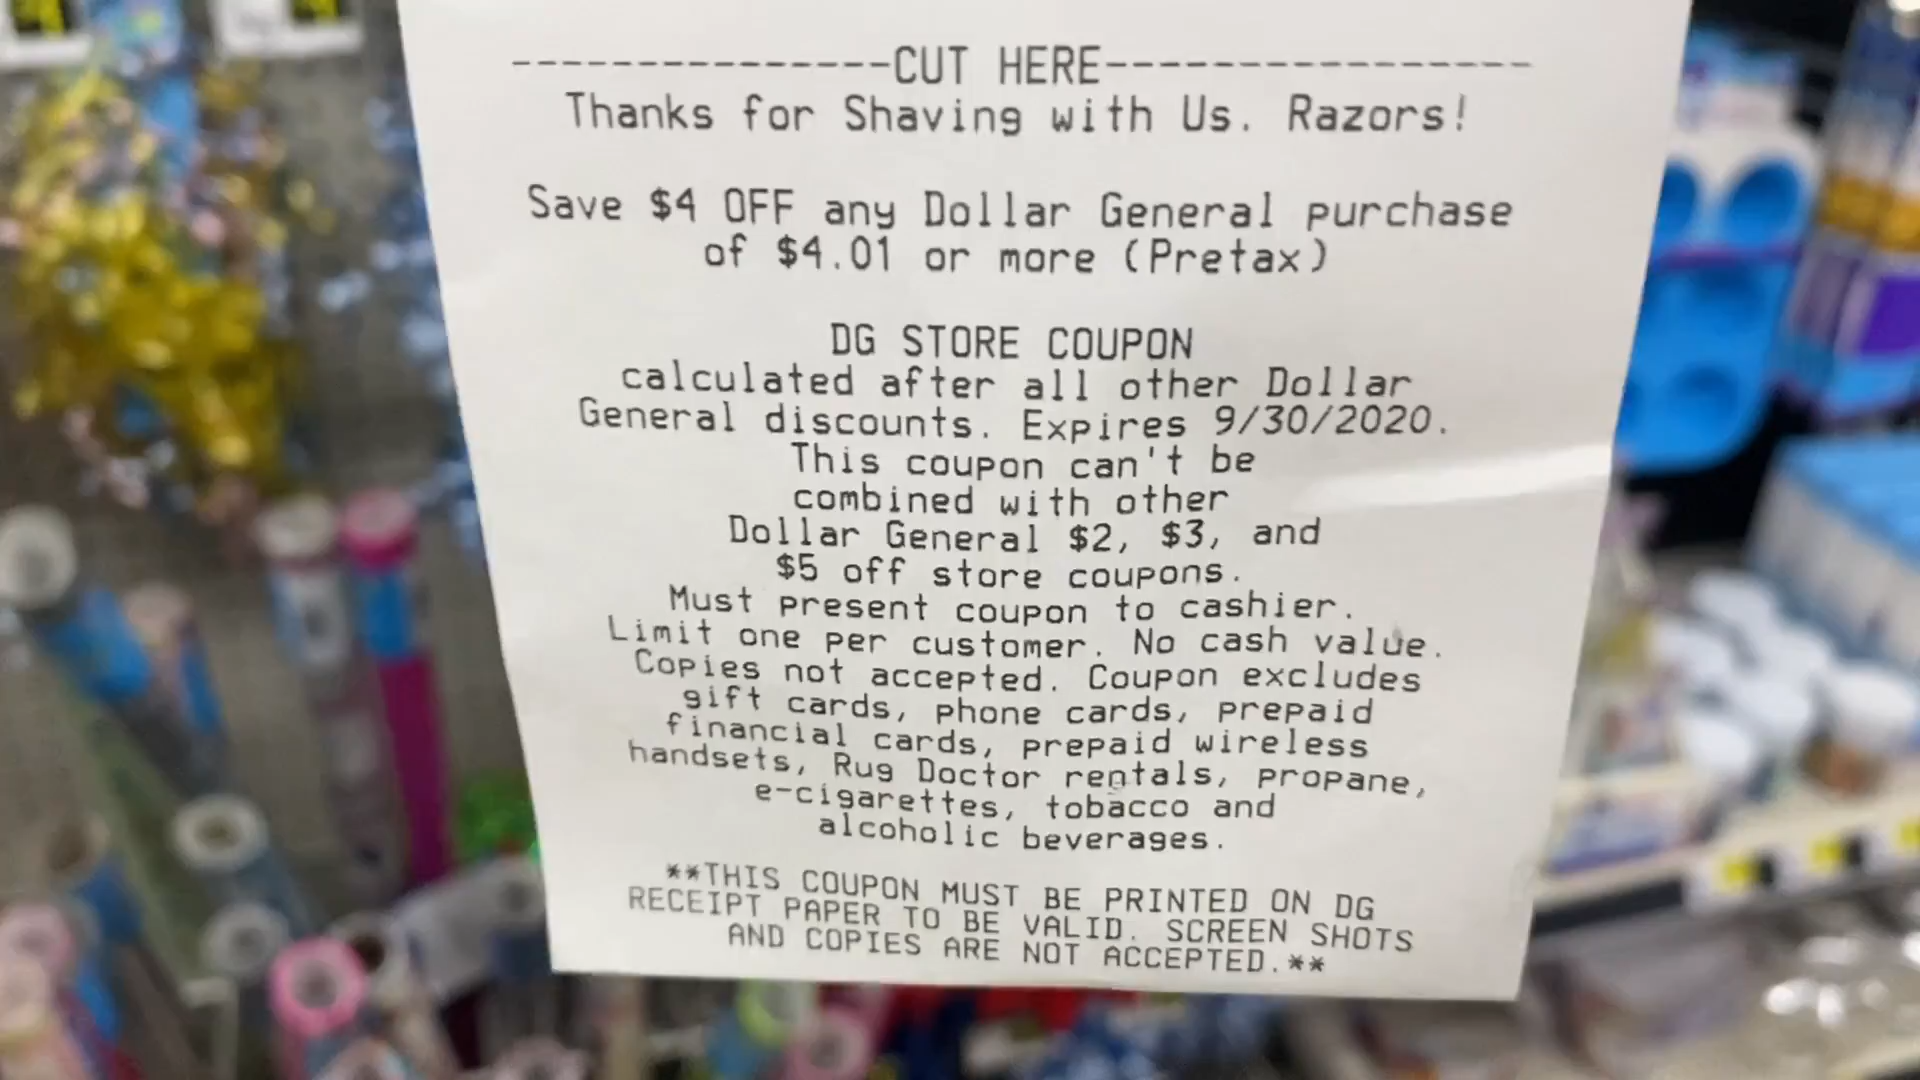 ---------------CUT HERE-----------------
Thanks for Shaving with Us. Razors!
Save $4 OFF any Dollar General purchase
of $4.01 or more (Pretax)
DG STORE COUPON
calculated after all other Dollar
General discounts. Expires 9/30/2020.
This coupon can't be
combined with other
Dollar General $2, $3, and
$5 off store coupons.
Must present coupon to cashier.
Limit one per customer. No cash value.
Copies not accepted. Coupon excludes
gift cards, phone cards, prepaid
financial cards, prepaid wireless
handsets, Rug Doctor rentals, propane,
e-cigarettes, tobacco and
alcoholic beverages.
**THIS COUPON MUST BE PRINTED ON DG
RECEIPT PAPER TO BE VALID. SCREEN SHOTS
AND COPIES ARE NOT ACCEPTED.**